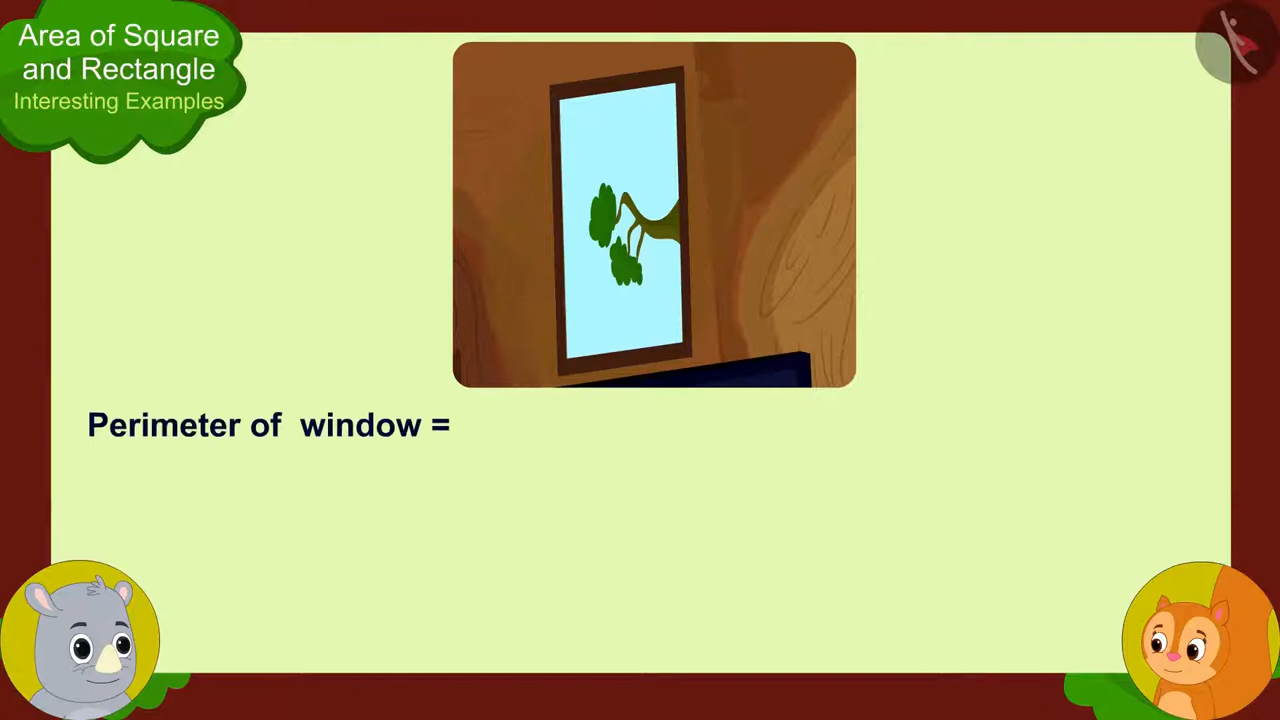 Area of Square
and Rectangle
Interesting Examples
Perimeter of window =